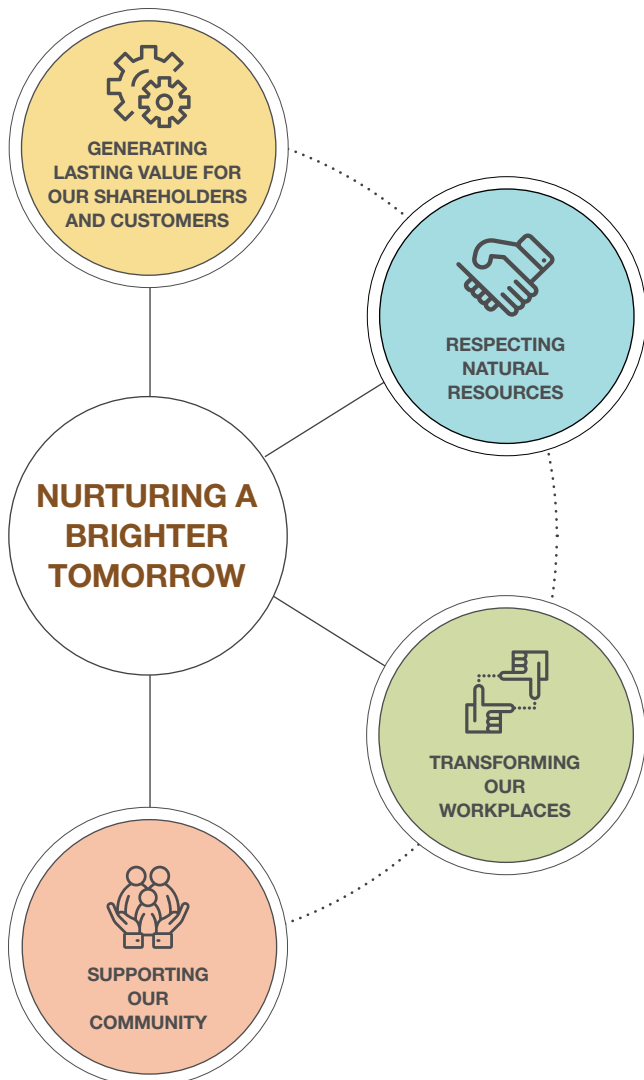 GENERATING
LASTING VALUE FOR
OUR SHAREHOLDERS
AND CUSTOMERS
RESPECTING
NATURAL
RESOURCES
NURTURING A
BRIGHTER
TOMORROW
TRANSFORMING
OUR
WORKPLACES
SUPPORTING
OUR
COMMUNITY